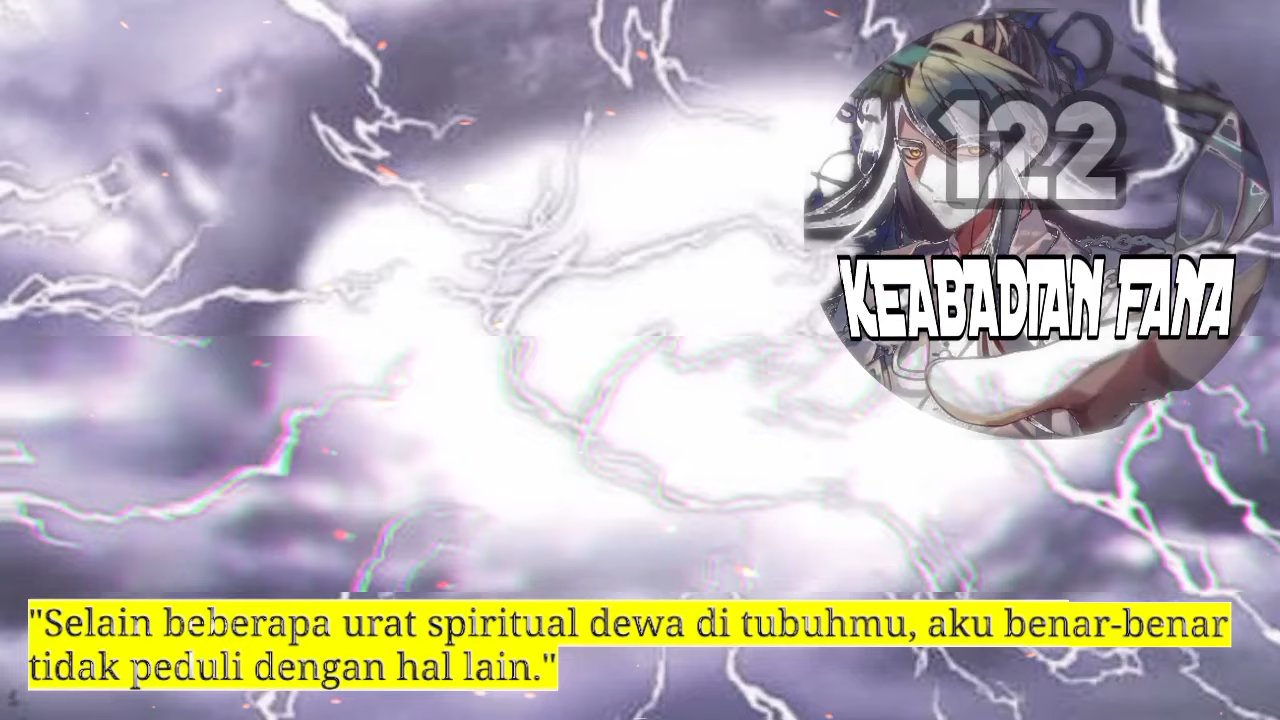 122
KEABADIAN FANA
"Selain beberapa urat spiritual dewa di tubuhmu, aku benar-benar
tidak peduli dengan hal lain."